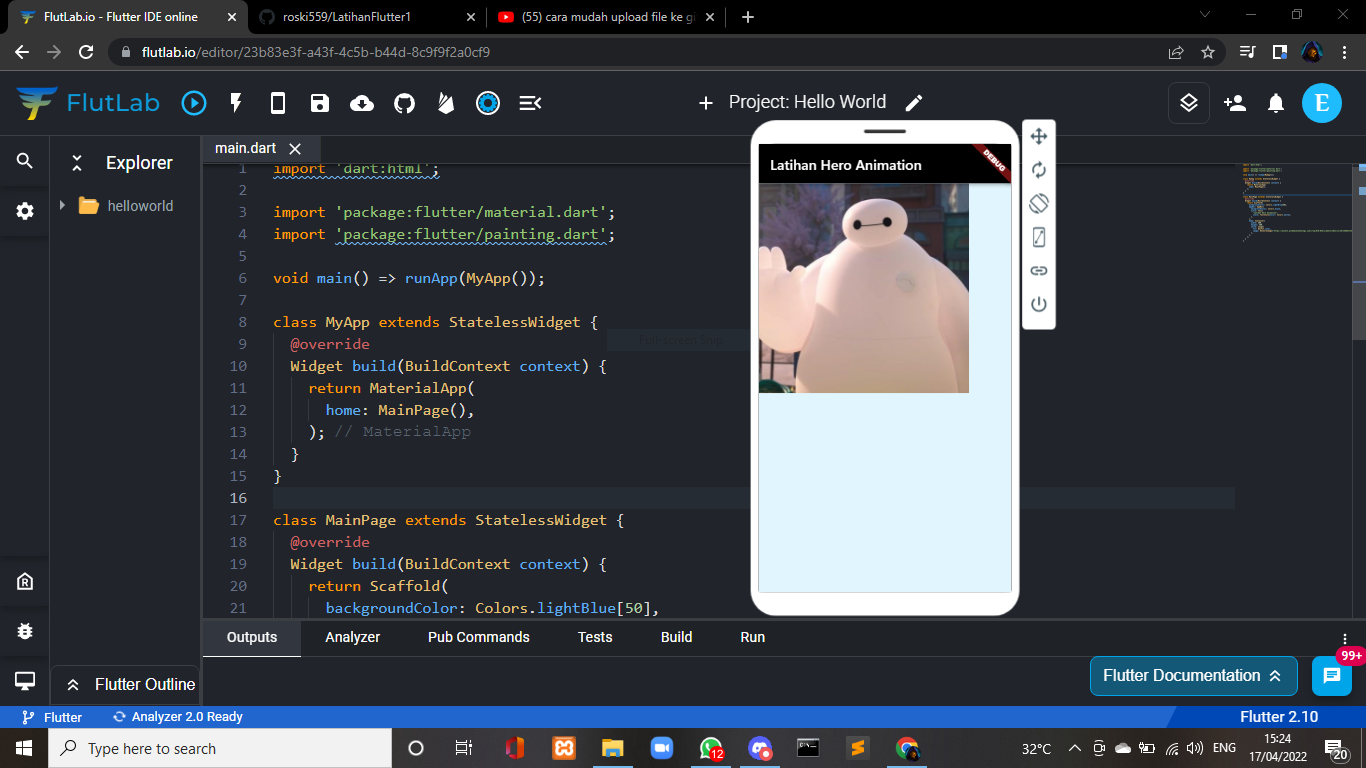 FlutLab.io - Flutter IDE online
roski559/LatihanFlutter1
(55) cara mudah upload file ke g
flutlab.io/editor/23b83e3f-a43f-4c5b-b44d-8c9f9f2a0cf9
FlutLab
Project: Hello World
E
Explorer
main.dart
helloworld
1 import 'dart:html';
2
3 import 'package:flutter/material.dart';
4 import 'package:flutter/painting.dart';
5
6 void main() => runApp(MyApp());
7
8 class MyApp extends StatelessWidget {
9 @override
10 Widget build(BuildContext context) {
11 return MaterialApp(
12 home: MainPage(),
13 ); // MaterialApp
14 }
15 }
16
17 class MainPage extends StatelessWidget {
18 @override
19 Widget build(BuildContext context) {
20 return Scaffold(
21 backgroundColor: Colors.lightBlue[50],
Full-screen Snip
Latihan Hero Animation
DEBUG
Outputs
Analyzer
Pub Commands
Tests
Build
Run
Flutter Outline
Flutter Documentation
99+
Flutter
Analyzer 2.0 Ready
Flutter 2.10
Type here to search
12
32°C
ENG
15:24
17/04/2022
20